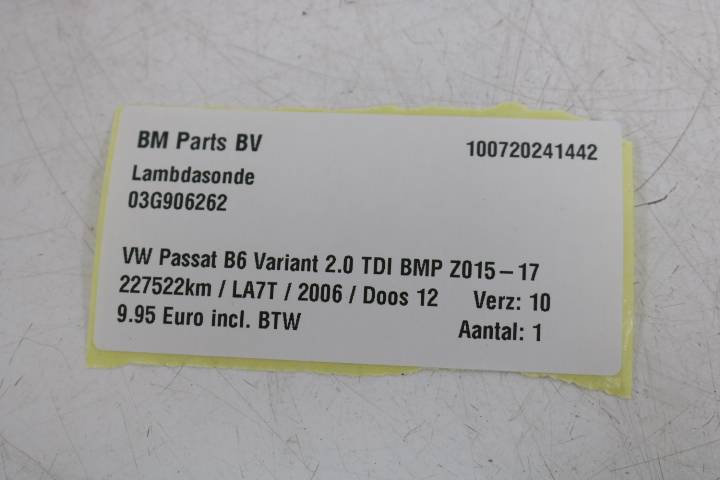 BM Parts BV 100720241442
Lambdasonde
03G906262
VW Passat B6 Variant 2.0 TDI BMP Z015-17
227522km / LA7T / 2006 / Doos 12 Verz: 10
9.95 Euro incl. BTW Aantal: 1